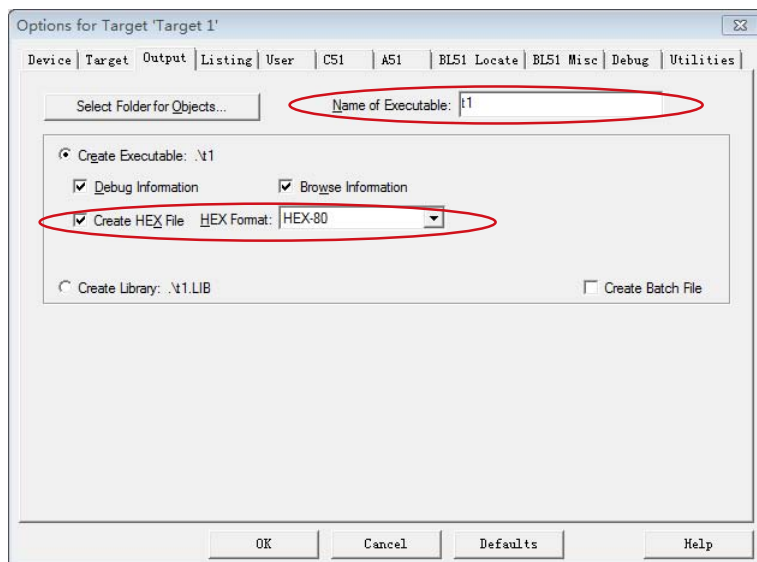 Options for Target 'Target 1'
Device Target Output Listing User C51 A51 BL51 Locate BL51 Misc Debug Utilities
Select Folder for Objects... Name of Executable: t1
Create Executable: .\t1
Debug Information Browse Information
Create HEX File HEX Format: HEX-80
Create Library: .\t1.LIB Create Batch File
OK Cancel Defaults Help